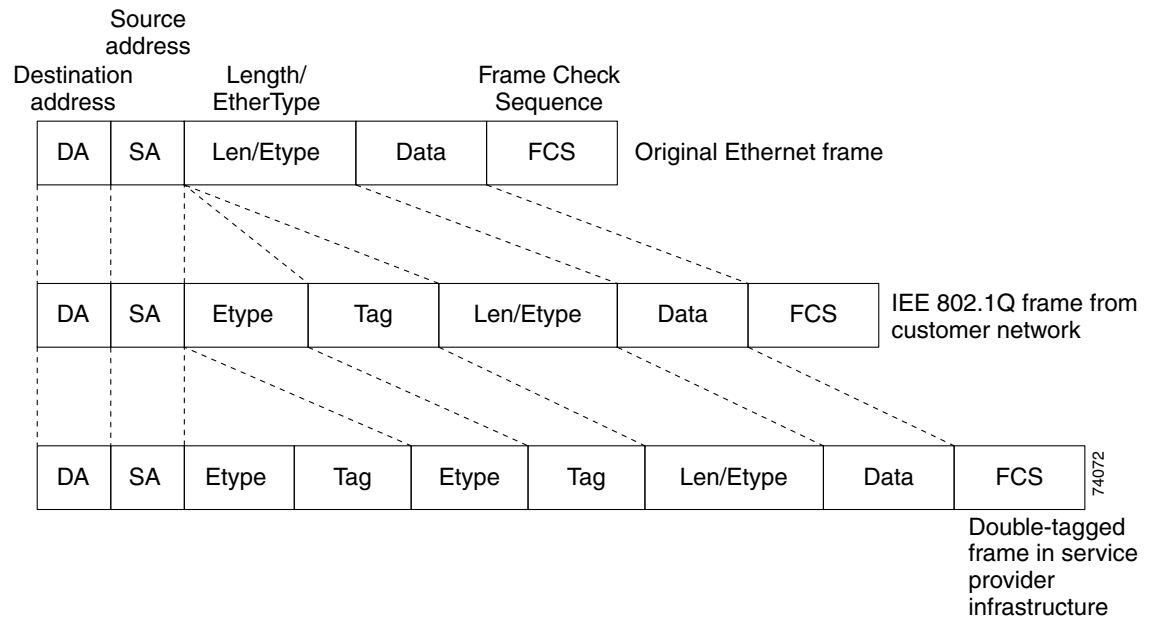 Source
address
Destination
address
Length/
EtherType
Frame Check
Sequence
DA SA Len/Etype Data FCS Original Ethernet frame
DA SA Etype Tag Len/Etype Data FCS
IEE 802.1Q frame from
customer network
DA SA Etype Tag Etype Tag Len/Etype Data FCS
74072
Double-tagged
frame in service
provider
infrastructure